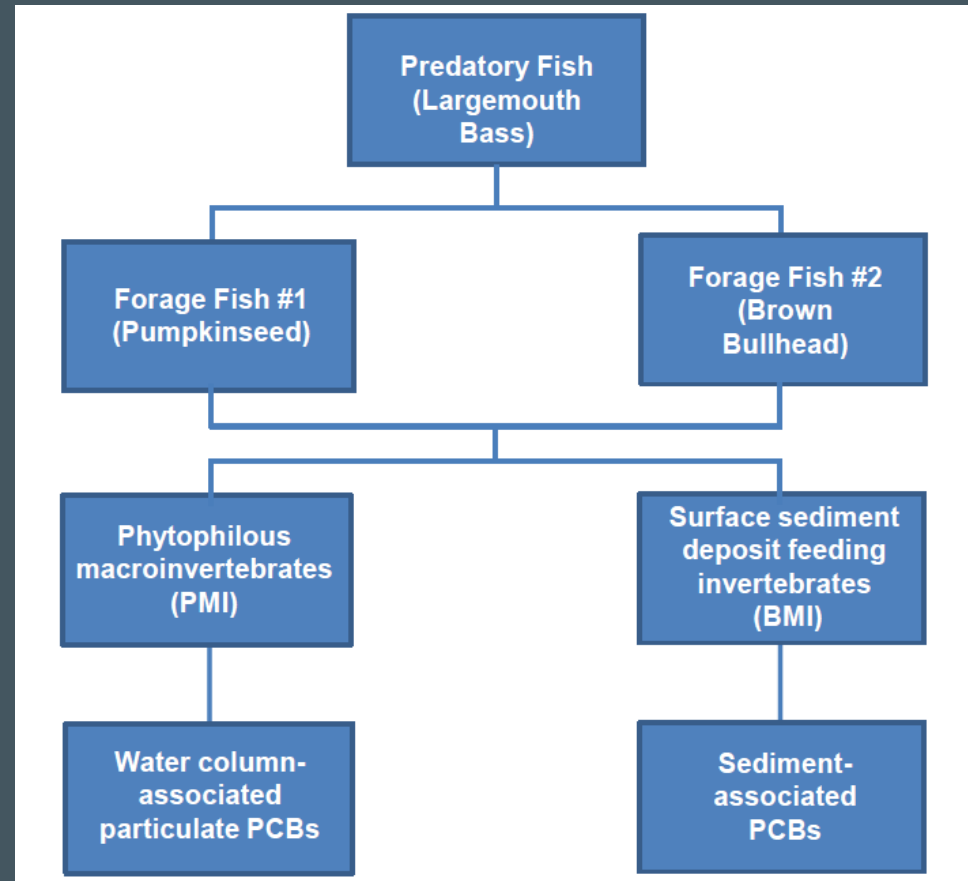 Predatory Fish
(Largemouth
Bass)
Forage Fish #1
(Pumpkinseed)
Forage Fish #2
(Brown
Bullhead)
Phytophilous
macroinvertebrates
(PMI)
Surface sediment
deposit feeding
invertebrates
(BMI)
Water column-
associated
particulate PCBs
Sediment-
associated
PCBs